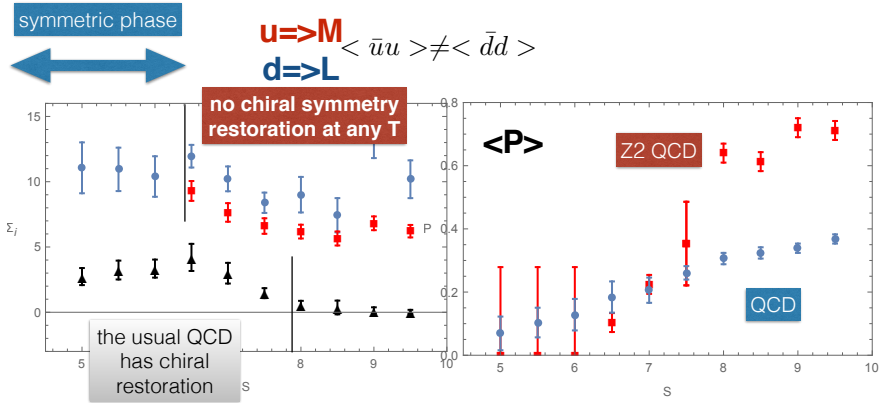 symmetric phase
u=>M
d=>L
< ūu >≠< d̄d >
no chiral symmetry
restoration at any T
15
10
5
0
Σi
5
8
9
10
S
the usual QCD
has chiral
restoration
0.8
0.6
0.4
0.2
0.0
P
<P>
Z2 QCD
QCD
5
6
7
8
9
10
S